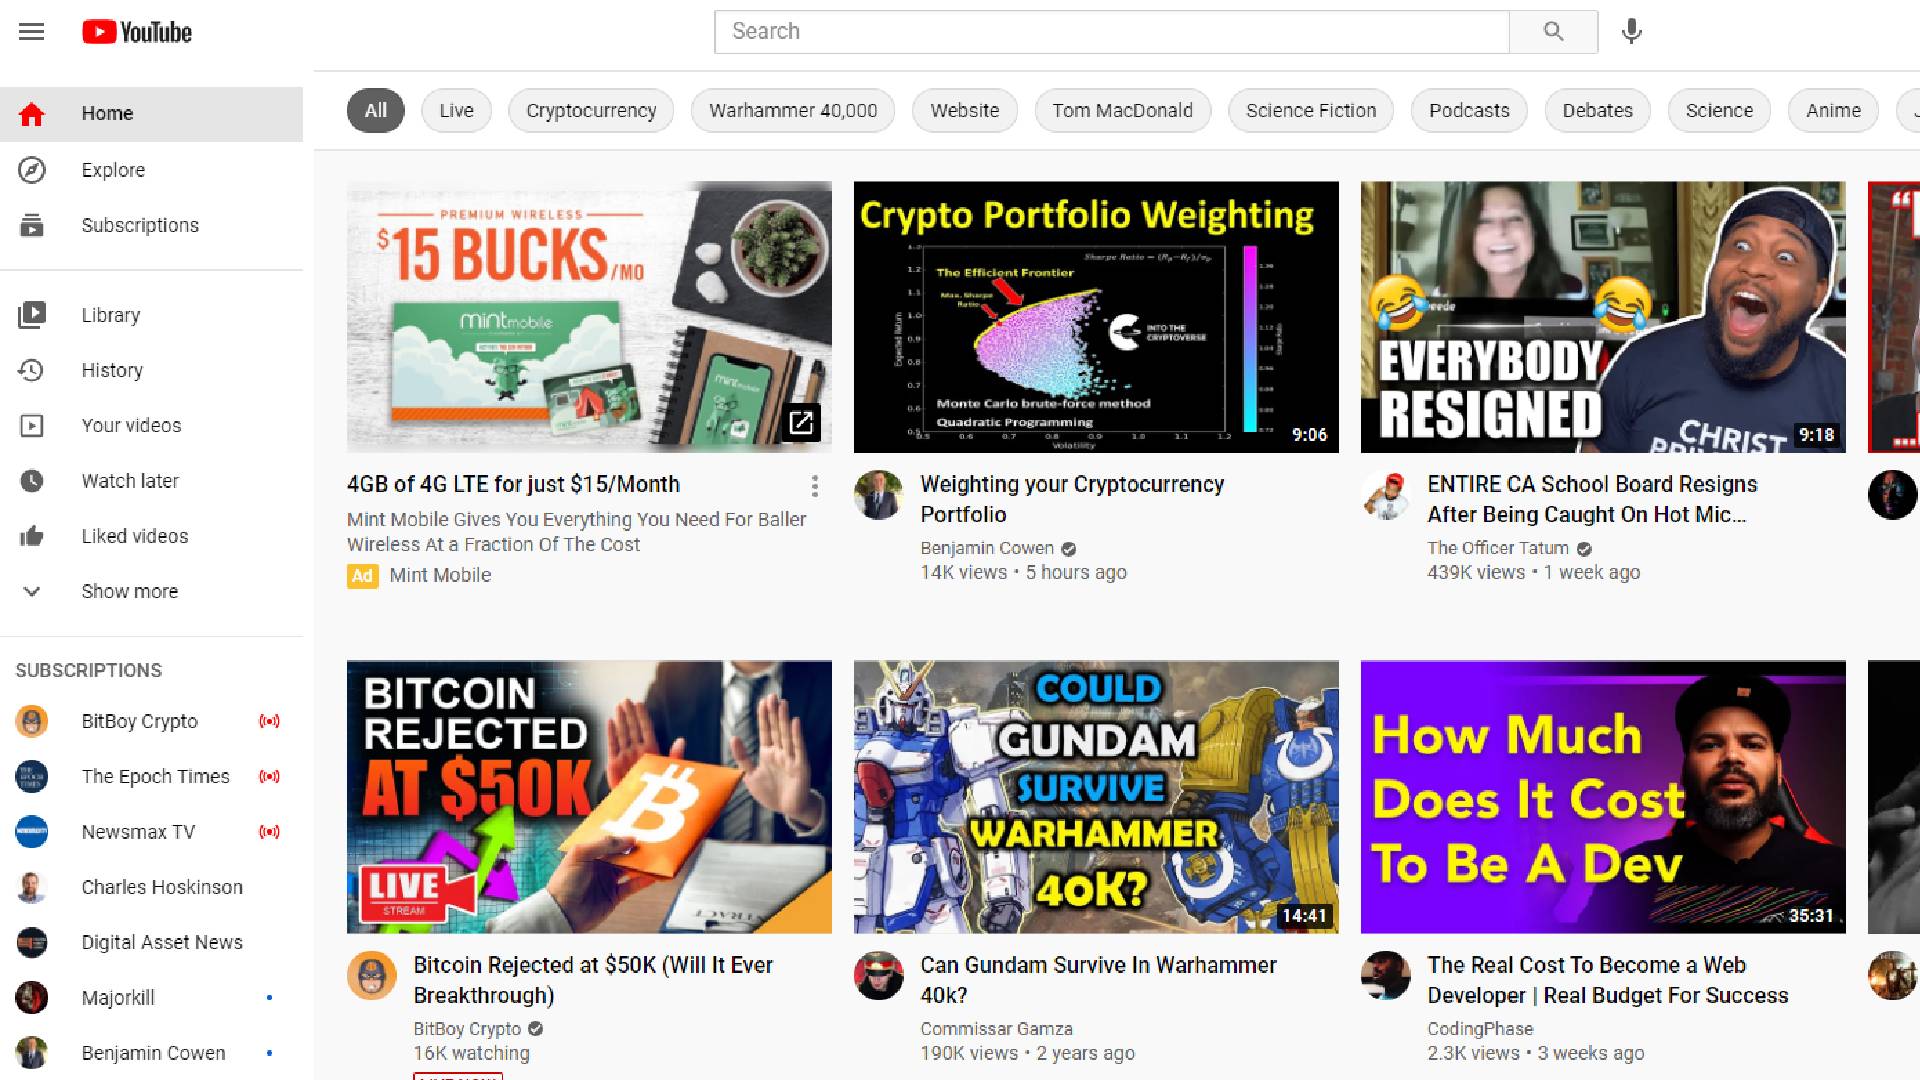 YouTube
Search
Home
Explore
Subscriptions
Library
History
Your videos
Watch later
Liked videos
Show more
SUBSCRIPTIONS
BitBoy Crypto
The Epoch Times
Newsmax TV
Charles Hoskinson
Digital Asset News
Majorkill
Benjamin Cowen
All
Live
Cryptocurrency
Warhammer 40,000
Website
Tom MacDonald
Science Fiction
Podcasts
Debates
Science
Anime
PREMIUM WIRELESS
$15 BUCKS/MO
mintmobile
4GB of 4G LTE for just $15/Month
Mint Mobile Gives You Everything You Need For Baller
Wireless At a Fraction Of The Cost
Ad Mint Mobile
Crypto Portfolio Weighting
The Efficient Frontier
Max. Sharpe
Ratio
INTO THE
CRYPTOVERSE
Monte Carlo brute-force method
Quadratic Programming
Expected Return
Volatility
9:06
Weighting your Cryptocurrency
Portfolio
Benjamin Cowen
14K views • 5 hours ago
EVERYBODY
RESIGNED
CHRIST
9:18
ENTIRE CA School Board Resigns
After Being Caught On Hot Mic...
The Officer Tatum
439K views • 1 week ago
BITCOIN
REJECTED
AT $50K
LIVE
STREAM
Bitcoin Rejected at $50K (Will It Ever
Breakthrough)
BitBoy Crypto
16K watching
COULD
GUNDAM
SURVIVE
WARHAMMER
40K?
14:41
Can Gundam Survive In Warhammer
40k?
Commissar Gamza
190K views • 2 years ago
How Much
Does It Cost
To Be A Dev
35:31
The Real Cost To Become a Web
Developer | Real Budget For Success
CodingPhase
2.3K views • 3 weeks ago